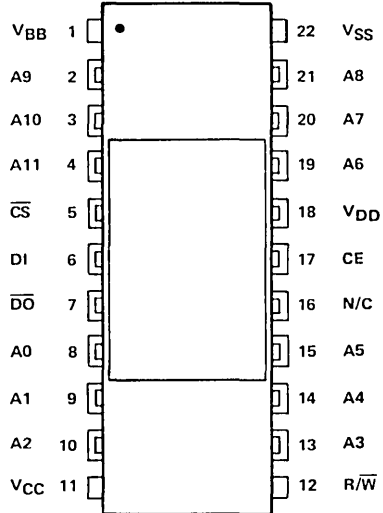 VBB 1 22 VSS
A9 2 21 A8
A10 3 20 A7
A11 4 19 A6
C̅S̅ 5 18 VDD
DI 6 17 CE
D̅O̅ 7 16 N/C
A0 8 15 A5
A1 9 14 A4
A2 10 13 A3
VCC 11 12 R/W̅